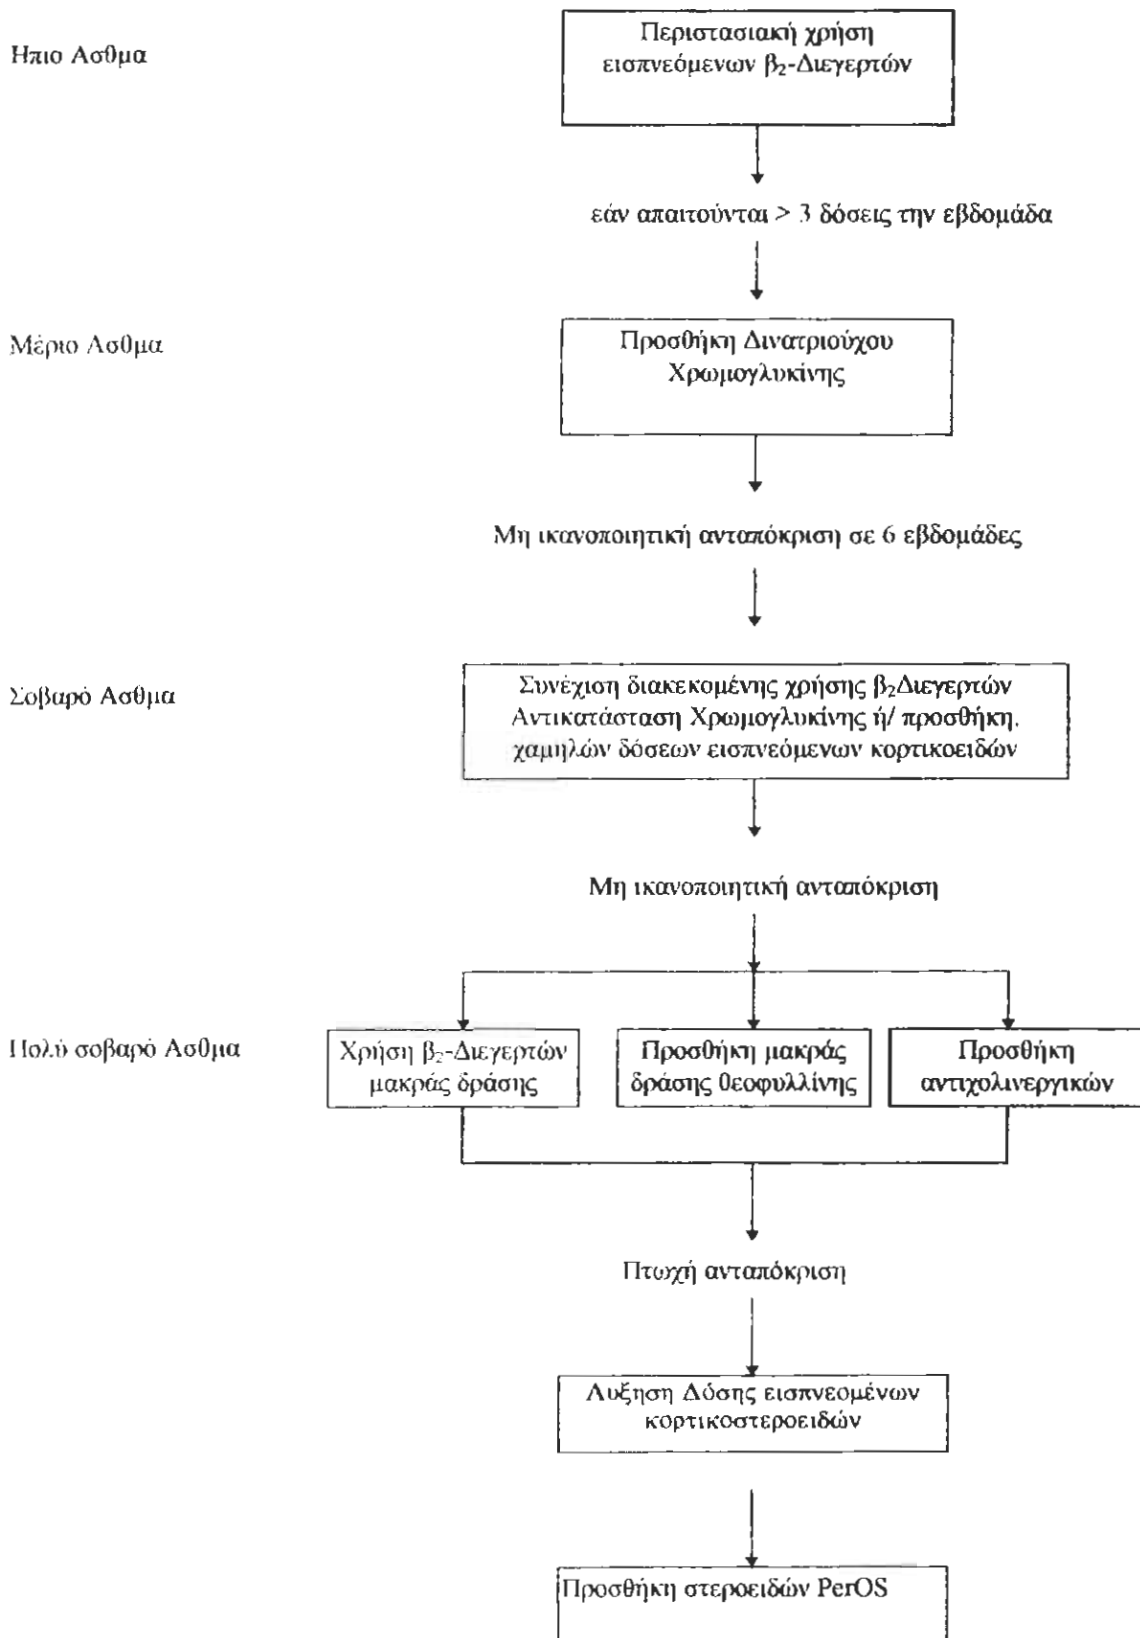 Ηπιο Ασθμα
Περιστασιακή χρήση
εισπνεόμενων β₂-Διεγερτών
εάν απαιτούνται > 3 δόσεις την εβδομάδα
Μέριο Ασθμα
Προσθήκη Δινατριούχου
Χρωμογλυκίνης
Μη ικανοποιητική ανταπόκριση σε 6 εβδομάδες
Σοβαρό Ασθμα
Συνέχιση διακεκομένης χρήσης β₂Διεγερτών
Αντικατάσταση Χρωμογλυκίνης ή/ προσθήκη,
χαμηλών δόσεων εισπνεόμενων κορτικοειδών
Μη ικανοποιητική ανταπόκριση
Πολύ σοβαρό Ασθμα
Χρήση β₂-Διεγερτών
μακράς δράσης
Προσθήκη μακράς
δράσης θεοφυλλίνης
Προσθήκη
αντιχολινεργικών
Πτωχή ανταπόκριση
Αυξηση Δόσης εισπνεομένων
κορτικοστεροειδών
Προσθήκη στεροειδών PerOS